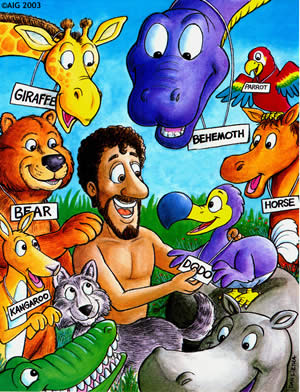 ©AIG 2003
GIRAFFE
BEHEMOTH
PARROT
BEAR
HORSE
DODO
KANGAROO